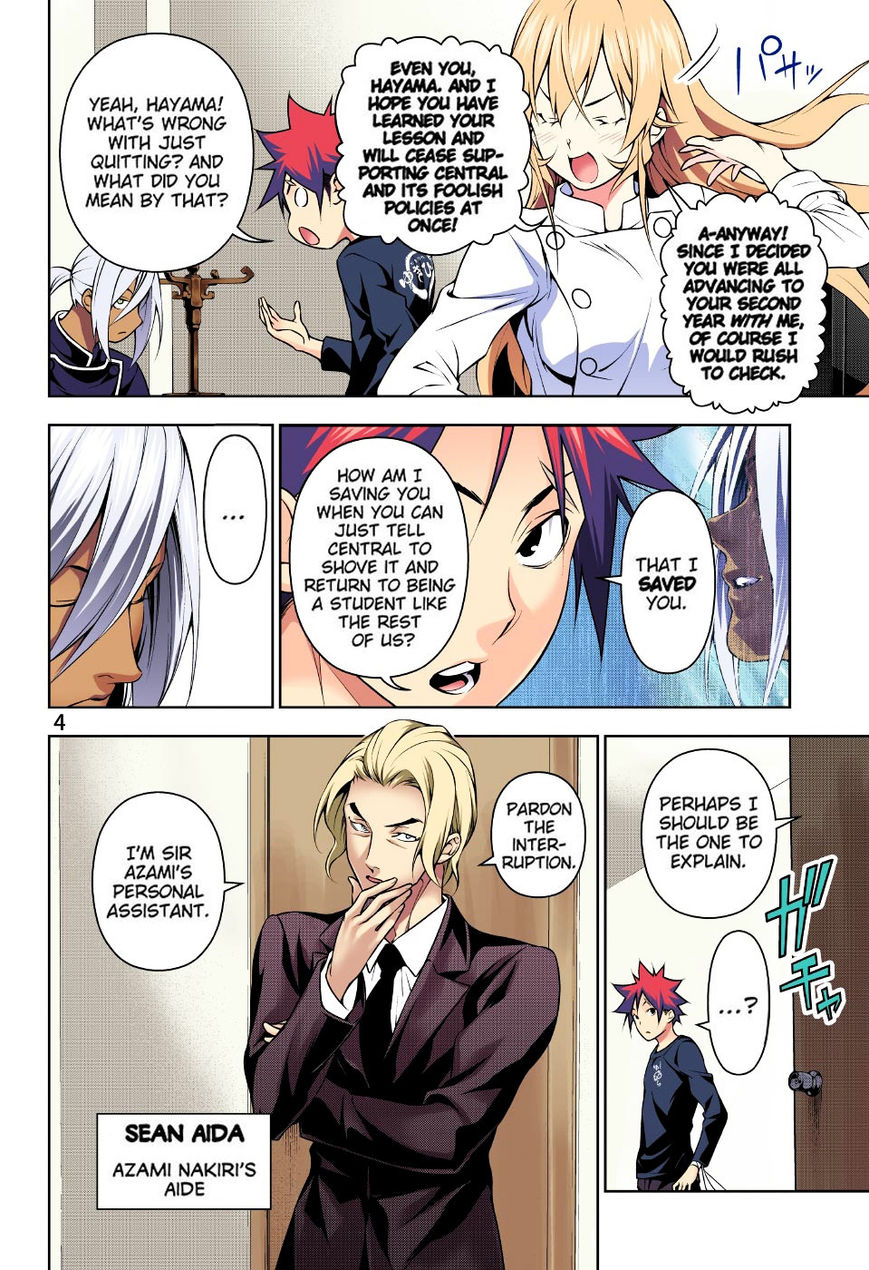 パサッ
A-ANYWAY!
SINCE I DECIDED
YOU WERE ALL
ADVANCING TO
YOUR SECOND
YEAR WITH ME,
OF COURSE I
WOULD RUSH
TO CHECK.
EVEN YOU,
HAYAMA. AND I
HOPE YOU HAVE
LEARNED YOUR
LESSON AND
WILL CEASE SUP-
PORTING CENTRAL
AND ITS FOOLISH
POLICIES AT
ONCE!
YEAH, HAYAMA!
WHAT'S WRONG
WITH JUST
QUITTING? AND
WHAT DID YOU
MEAN BY THAT?
THAT I
SAVED
YOU.
HOW AM I
SAVING YOU
WHEN YOU CAN
JUST TELL
CENTRAL TO
SHOVE IT AND
RETURN TO BEING
A STUDENT LIKE
THE REST
OF US?
...
4
PERHAPS I
SHOULD BE
THE ONE TO
EXPLAIN.
ガチャ
...?
PARDON
THE
INTER-
RUPTION.
I'M SIR
AZAMI'S
PERSONAL
ASSISTANT.
SEAN AIDA
AZAMI NAKIRI'S
AIDE